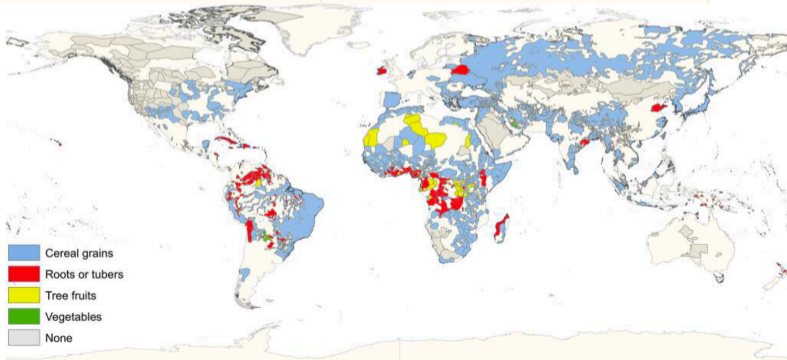 Cereal grains
Roots or tubers
Tree fruits
Vegetables
None